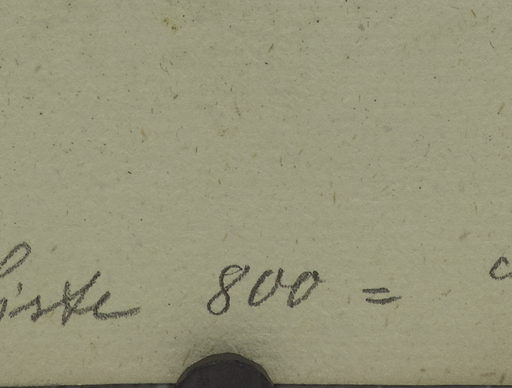 Liste 800 =